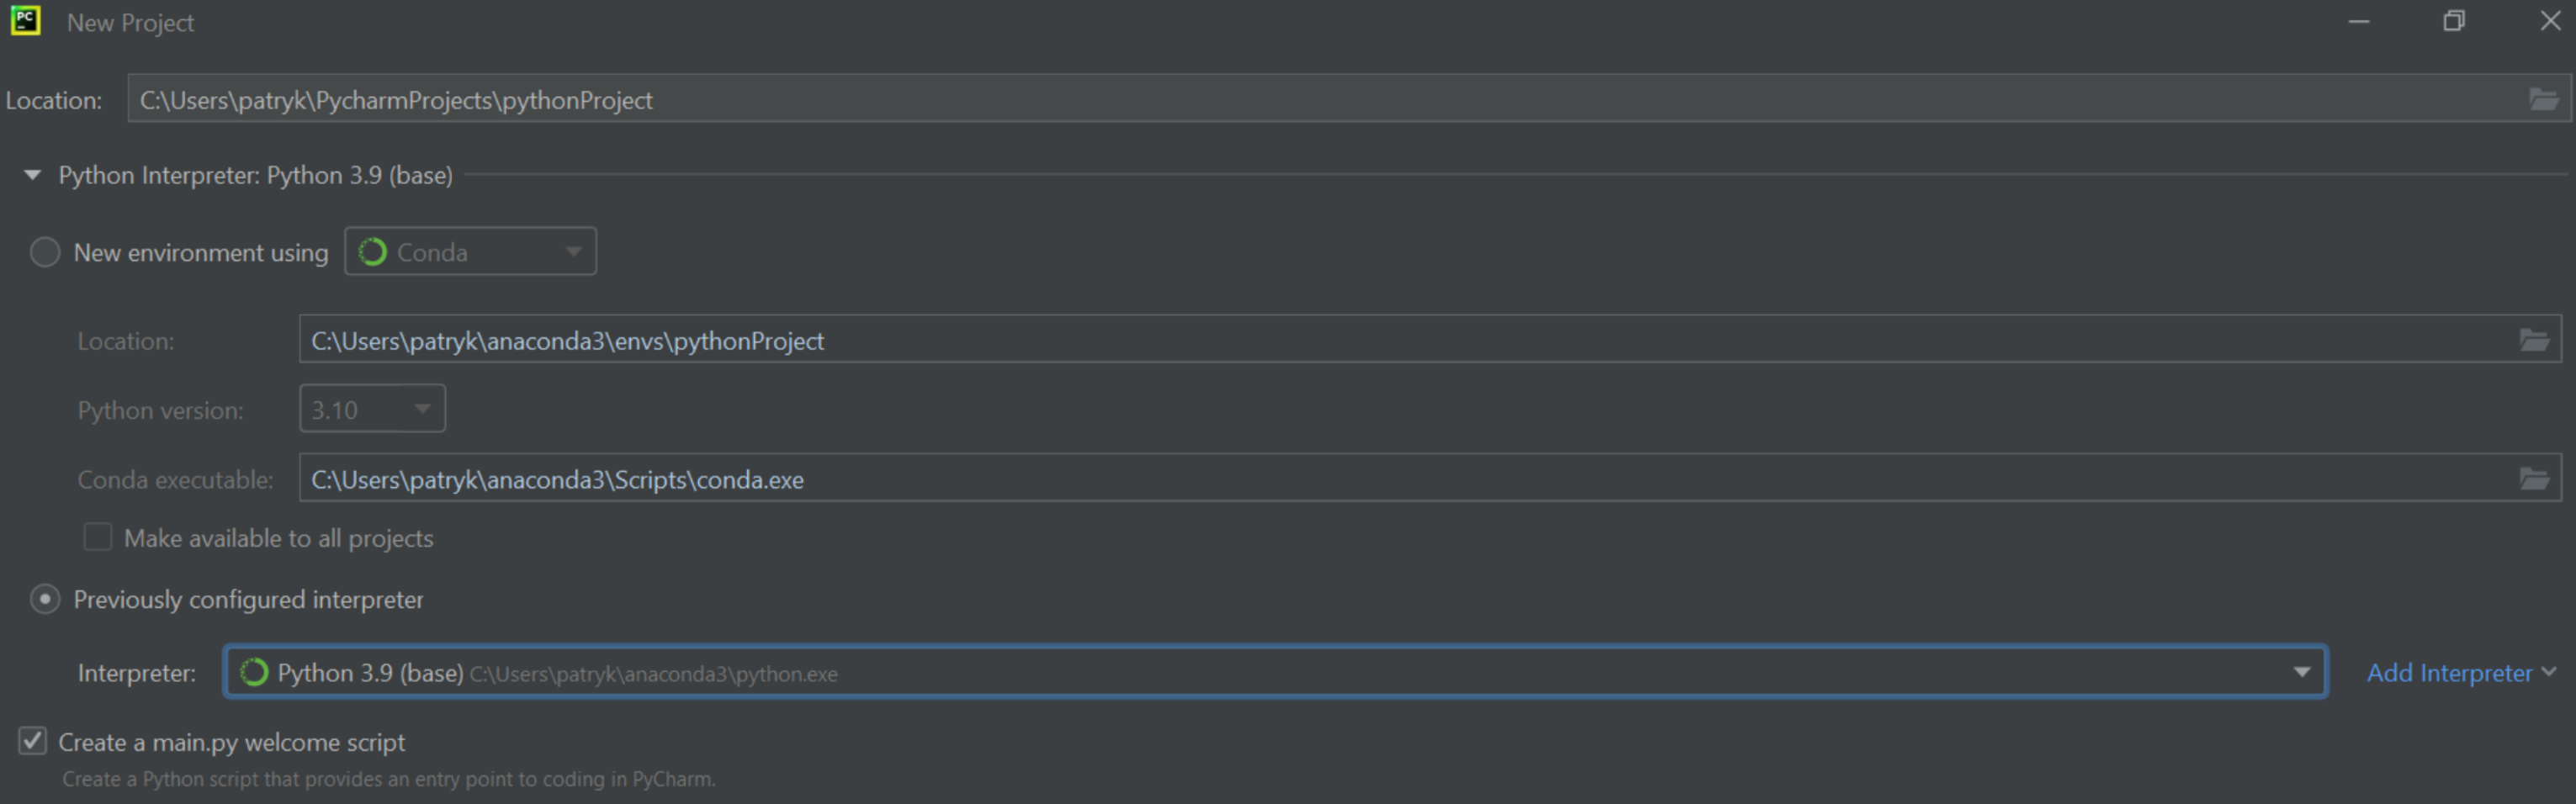 PC New Project
Location: C:\Users\patryk\PycharmProjects\pythonProject
Python Interpreter: Python 3.9 (base)
New environment using Conda
Location: C:\Users\patryk\anaconda3\envs\pythonProject
Python version: 3.10
Conda executable: C:\Users\patryk\anaconda3\Scripts\conda.exe
Make available to all projects
Previously configured interpreter
Interpreter: Python 3.9 (base) C:\Users\patryk\anaconda3\python.exe Add Interpreter
Create a main.py welcome script
Create a Python script that provides an entry point to coding in PyCharm.